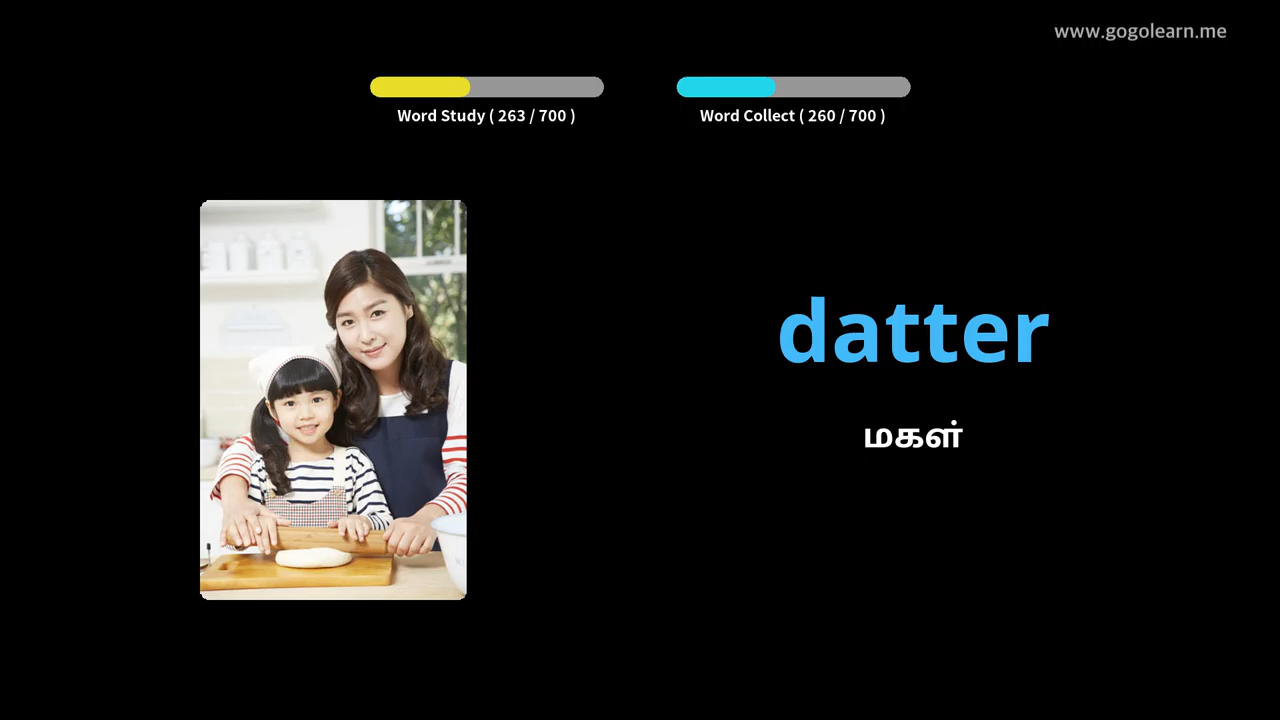 www.gogolearn.me
Word Study ( 263 / 700 )
Word Collect ( 260 / 700 )
datter
மகள்